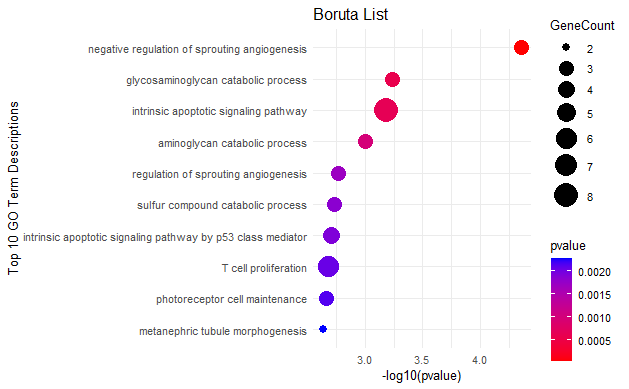 Boruta List
Top 10 GO Term Descriptions
negative regulation of sprouting angiogenesis
glycosaminoglycan catabolic process
intrinsic apoptotic signaling pathway
aminoglycan catabolic process
regulation of sprouting angiogenesis
sulfur compound catabolic process
intrinsic apoptotic signaling pathway by p53 class mediator
T cell proliferation
photoreceptor cell maintenance
metanephric tubule morphogenesis
3.0 3.5 4.0
-log10(pvalue)
GeneCount
2
3
4
5
6
7
8
pvalue
0.0020
0.0015
0.0010
0.0005